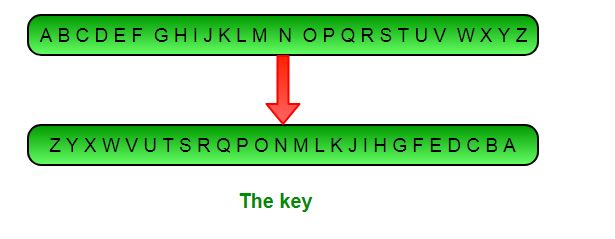 A B C D E F G H I J K L M N O P Q R S T U V W X Y Z
Z Y X W V U T S R Q P O N M L K J I H G F E D C B A
The key